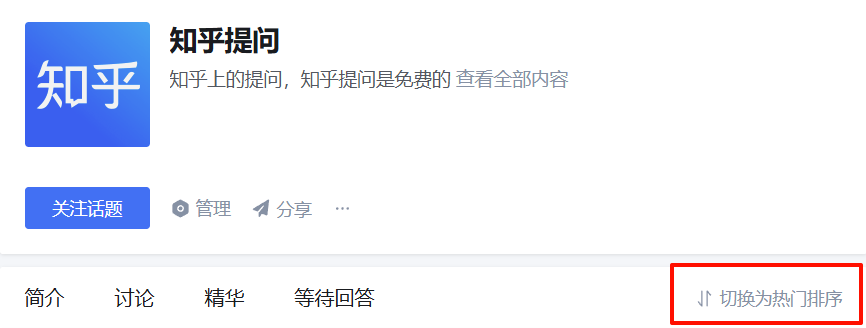 知乎
知乎提问
知乎上的提问，知乎提问是免费的 查看全部内容
关注话题 管理 分享 ···
简介 讨论 精华 等待回答 切换为热门排序